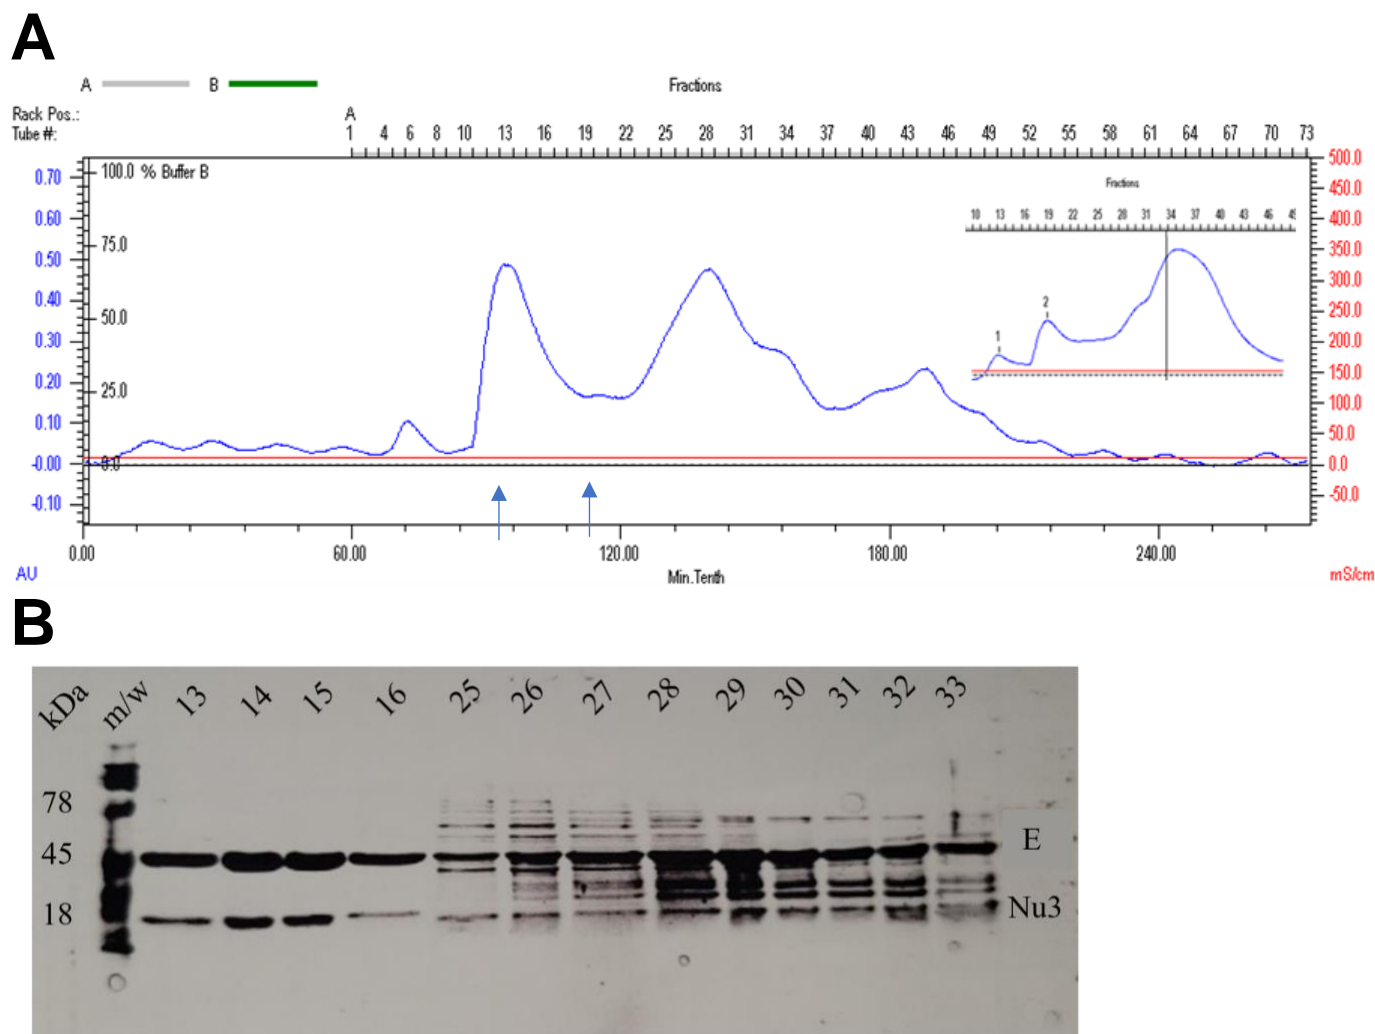 A
A B Fractions
Rack Pos.: A
Tube #: 1 4 6 8 10 13 16 19 22 25 28 31 34 37 40 43 46 49 52 55 58 61 64 67 70 73
0.70 100.0 % Buffer B 500.0
450.0
0.60 400.0
75.0 350.0
0.50 300.0
0.40 50.0 250.0
0.30 200.0
0.20 25.0 150.0
0.10 100.0
50.0
-0.00 0.0 0.0
-0.10 -50.0
Fractions
10 13 16 19 22 25 28 31 34 37 40 43 46
1 2
0.00 60.00 120.00 180.00 240.00
AU Min.Tenth mS/cm
B
kDa m/w 13 14 15 16 25 26 27 28 29 30 31 32 33
78
45 E
18 Nu3